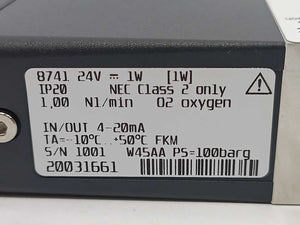 8741 24V ⎓ 1W [1W]
IP20 NEC Class 2 only
1,00 Nl/min O2 oxygen
IN/OUT 4-20mA
TA=-10°C..+50°C FKM
S/N 1001 W45AA PS=100barg
20031661